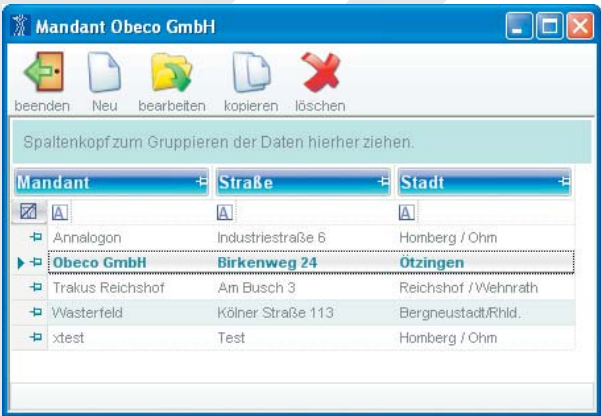 Mandant Obeco GmbH
beenden Neu bearbeiten kopieren löschen
Spaltenkopf zum Gruppieren der Daten hierher ziehen.
Mandant Straße Stadt
A A A
Annalogon Industriestraße 6 Homberg / Ohm
Obeco GmbH Birkenweg 24 Ötzingen
Trakus Reichshof Am Busch 3 Reichshof / Wehnrath
Wasterfeld Kölner Straße 113 Bergneustadt/Rhld.
xtest Test Homberg / Ohm